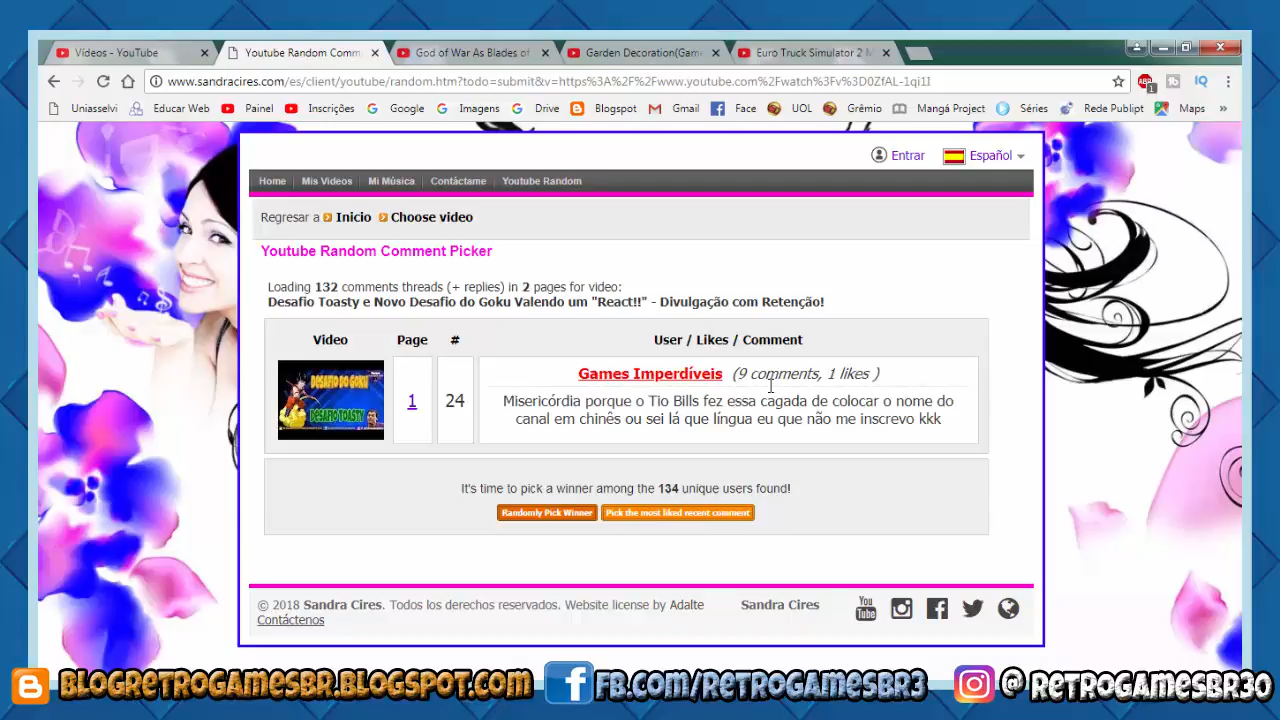 Vídeos - YouTube
Youtube Random Comm
God of War As Blades of
Garden Decoration(Gam
Euro Truck Simulator 2 M
www.sandracires.com/es/client/youtube/random.htm?todo=submit&v=https%3A%2F%2Fwww.youtube.com%2Fwatch%3Fv%3D0ZfAL-1qi1I
ABP
1
IQ
Uniasselvi
Educar Web
Painel
Inscrições
Google
Imagens
Drive
Blogspot
Gmail
Face
UOL
Grêmio
Mangá Project
Séries
Rede Publipt
Maps
»
Entrar
Español
Home
Mis Videos
Mi Música
Contáctame
Youtube Random
Regresar a Inicio Choose video
Youtube Random Comment Picker
Loading 132 comments threads (+ replies) in 2 pages for video:
Desafio Toasty e Novo Desafio do Goku Valendo um "React!!" - Divulgação com Retenção!
Video
Page
#
User / Likes / Comment
DESAFIO DO GOKU
DESAFIO TOASTY
1
24
Games Imperdíveis (9 comments, 1 likes )
Misericórdia porque o Tio Bills fez essa cagada de colocar o nome do
canal em chinês ou sei lá que língua eu que não me inscrevo kkk
It's time to pick a winner among the 134 unique users found!
Randomly Pick Winner
Pick the most liked recent comment
© 2018 Sandra Cires. Todos los derechos reservados. Website license by Adalte
Contáctenos
Sandra Cires
You
Tube
BLOGRETROGAMESBR.BLOGSPOT.COM
FB.COM/RETROGAMESBR3
@RETROGAMESBR30